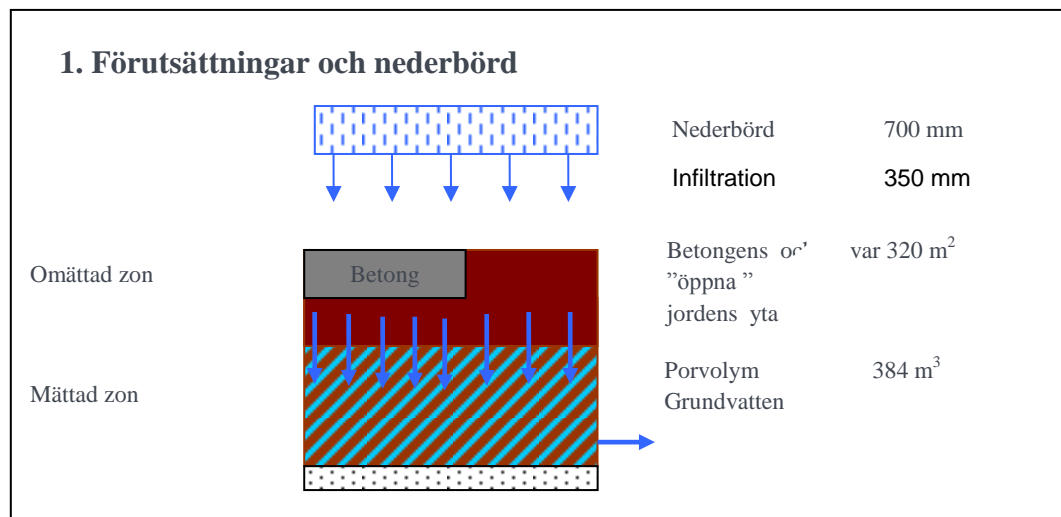 1. Förutsättningar och nederbörd
Nederbörd 700 mm
Infiltration 350 mm
Omättad zon
Betong
Betongens var 320 m²
”öppna ”
jordens yta
Mättad zon
Porvolym 384 m³
Grundvatten